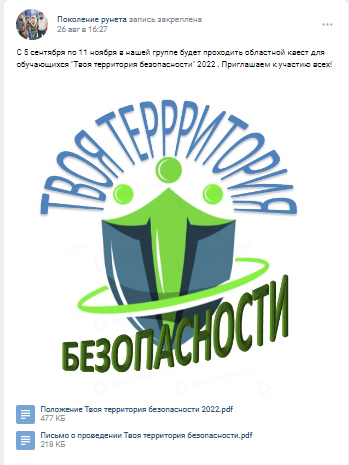 Поколение рунета запись закреплена
26 авг в 16:27
С 5 сентября по 11 ноября в нашей группе будет проходить областной квест для
обучающихся "Твоя территория безопасности" 2022 . Приглашаем к участию всех!
ТВОЯ ТЕРРРИТОРИЯ
БЕЗОПАСНОСТИ
Положение Твоя территория безопасности 2022.pdf
477 КБ
Письмо о проведении Твоя территория безопасности.pdf
218 КБ